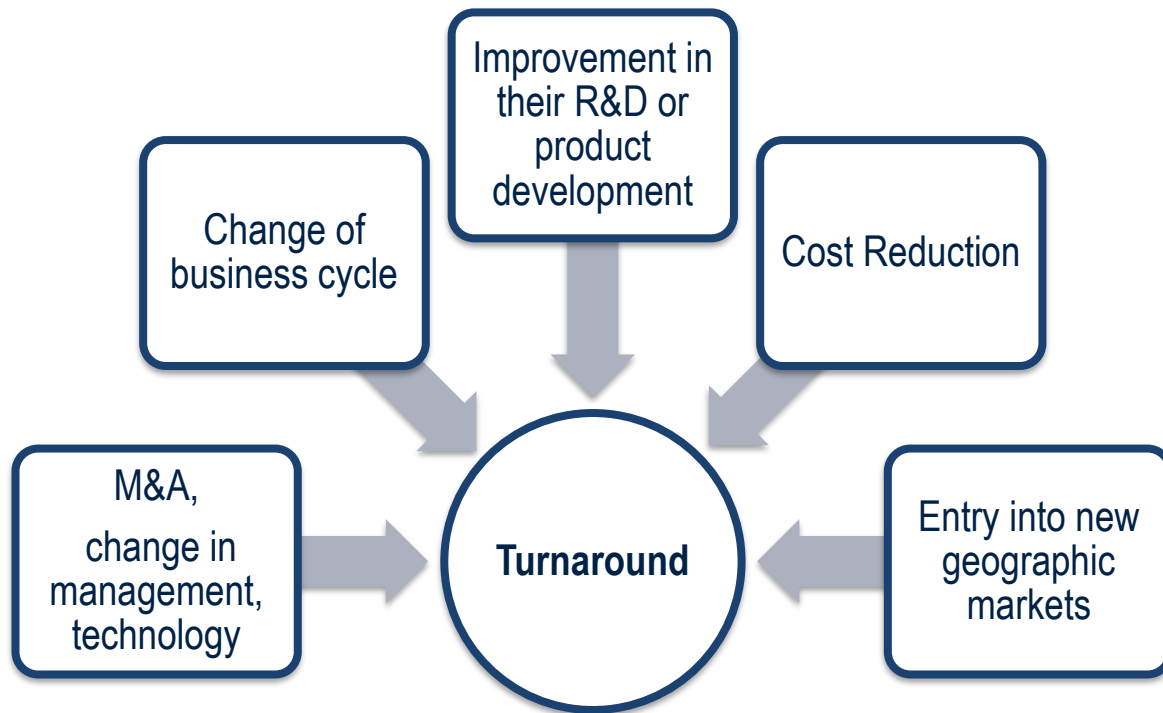 Improvement in
their R&D or
product
development
Change of
business cycle
Cost Reduction
M&A,
change in
management,
technology
Turnaround
Entry into new
geographic
markets